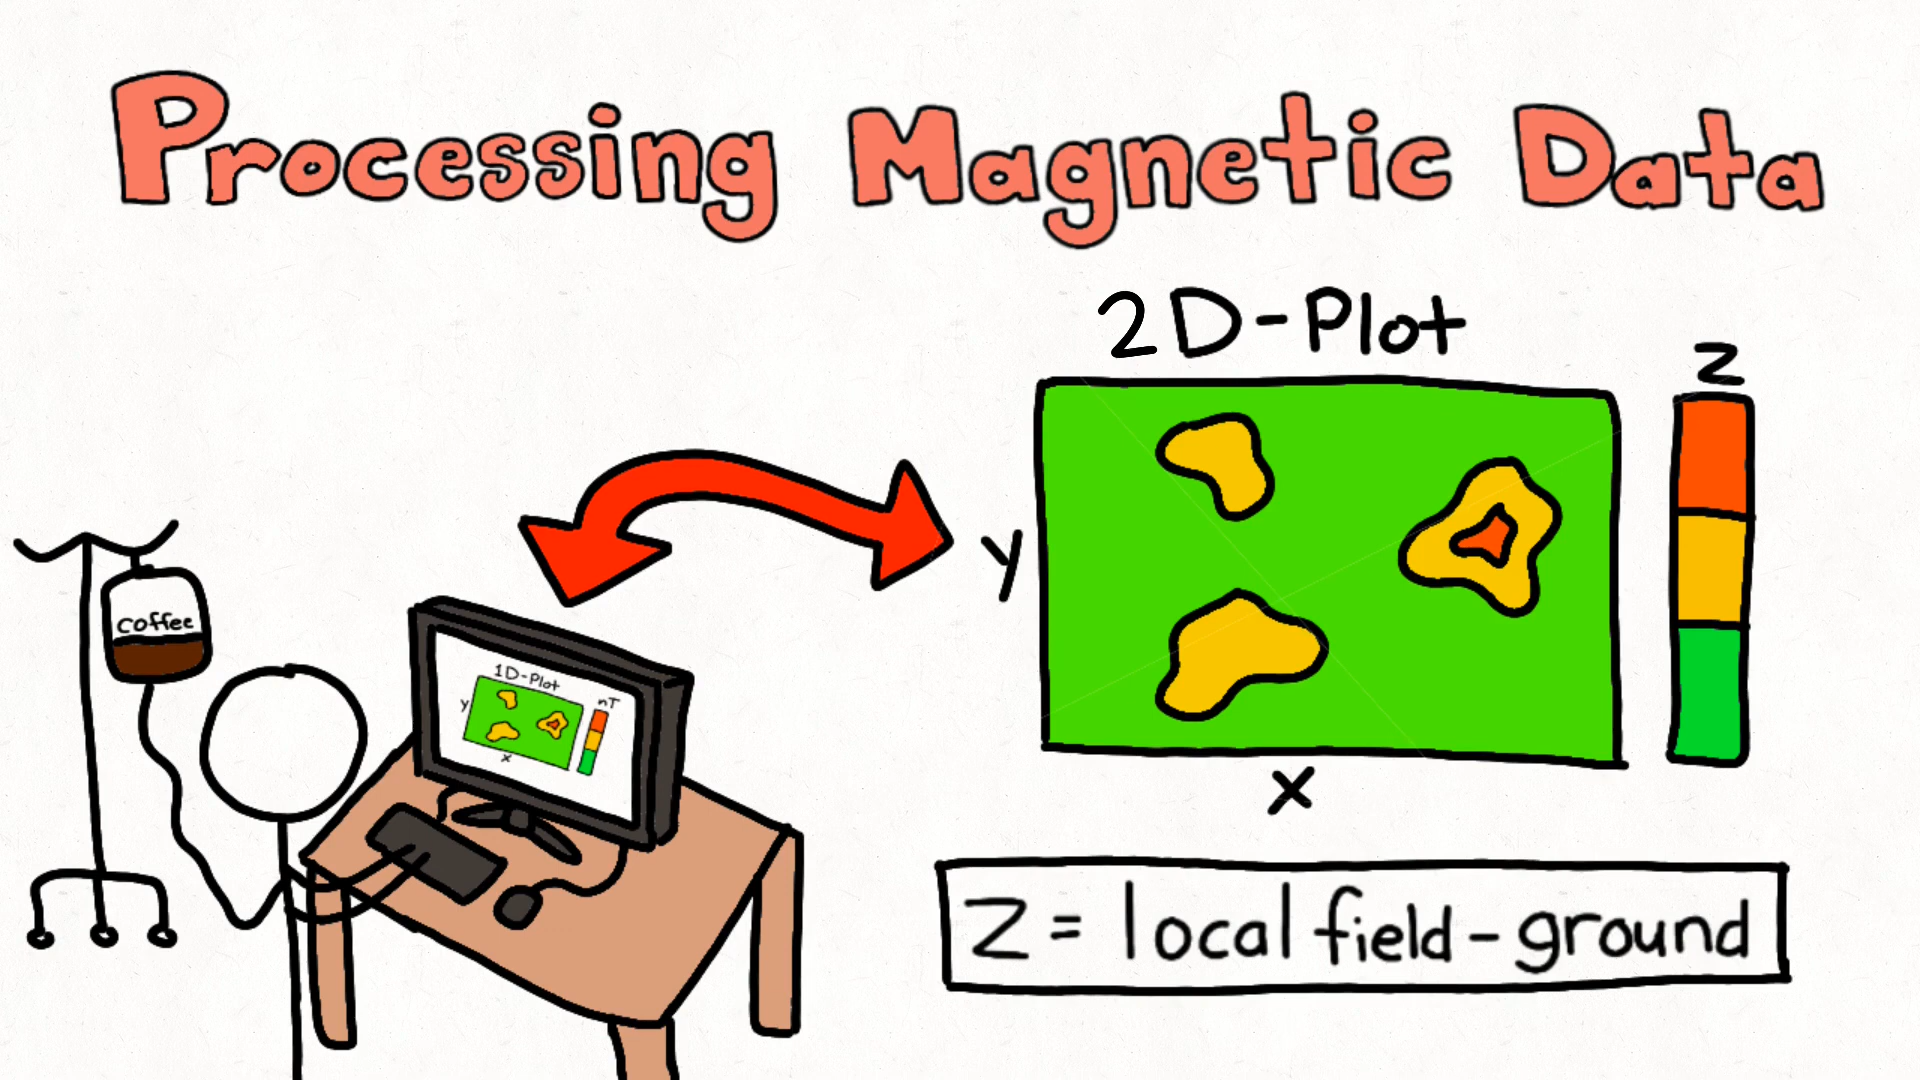 Processing Magnetic Data
2D-Plot
z
y
x
coffee
1D-Plot
nT
y
x
z = local field - ground